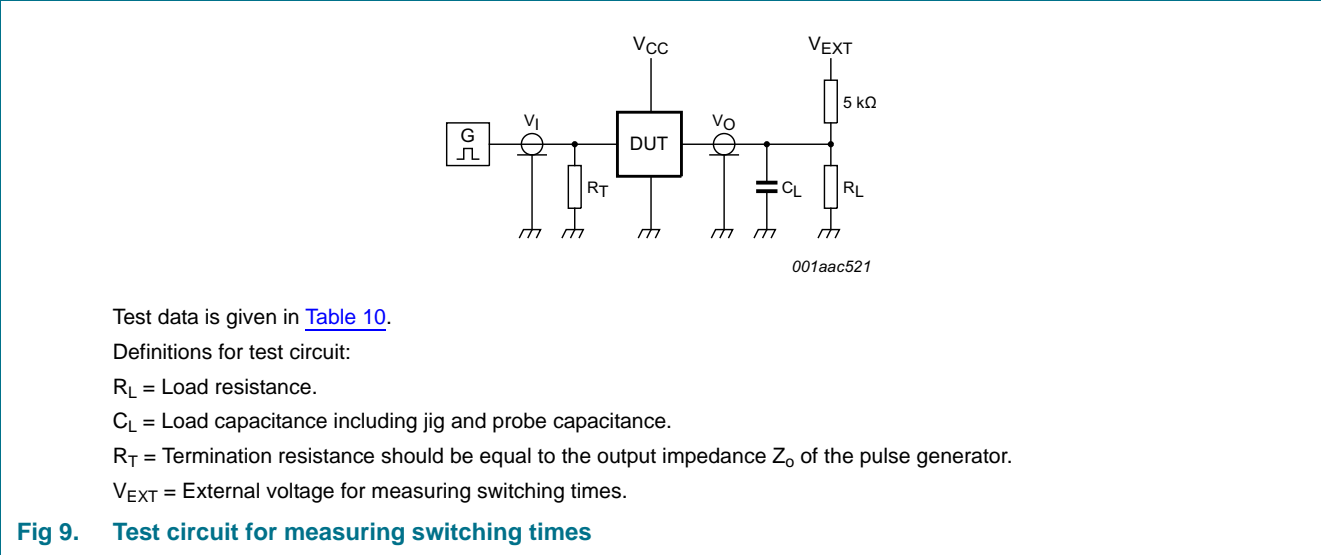 VCC
VEXT
5 kΩ
VI
VO
G
DUT
RT
CL
RL
001aac521
Test data is given in Table 10.
Definitions for test circuit:
RL = Load resistance.
CL = Load capacitance including jig and probe capacitance.
RT = Termination resistance should be equal to the output impedance Zo of the pulse generator.
VEXT = External voltage for measuring switching times.
Fig 9. Test circuit for measuring switching times